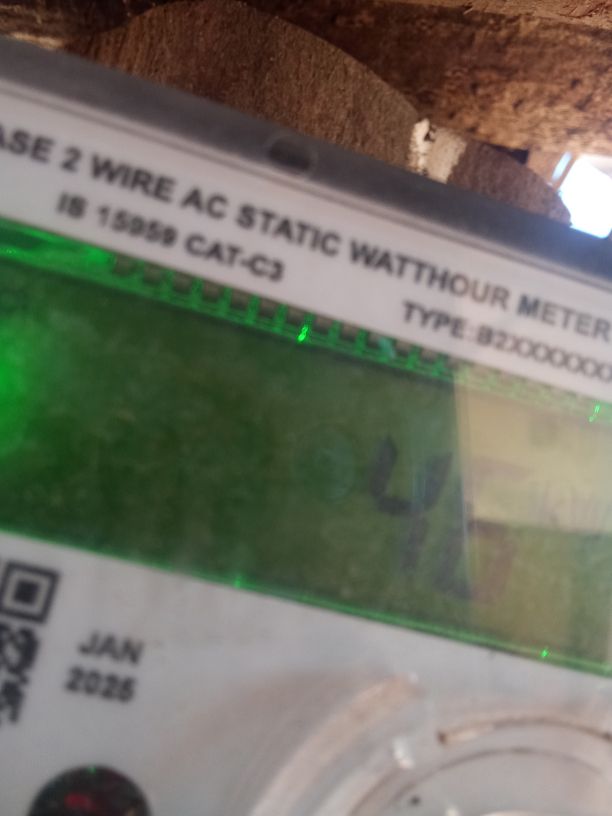 ASE 2 WIRE AC STATIC WATTHOUR METER
IS 15959 CAT-C3
TYPE:B2XXXXXXX
JAN
2025